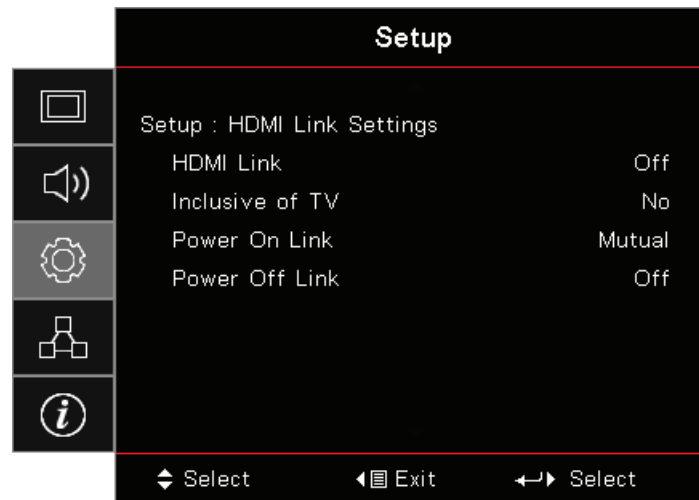 Setup
Setup : HDMI Link Settings
HDMI Link Off
Inclusive of TV No
Power On Link Mutual
Power Off Link Off
i
Select Exit Select